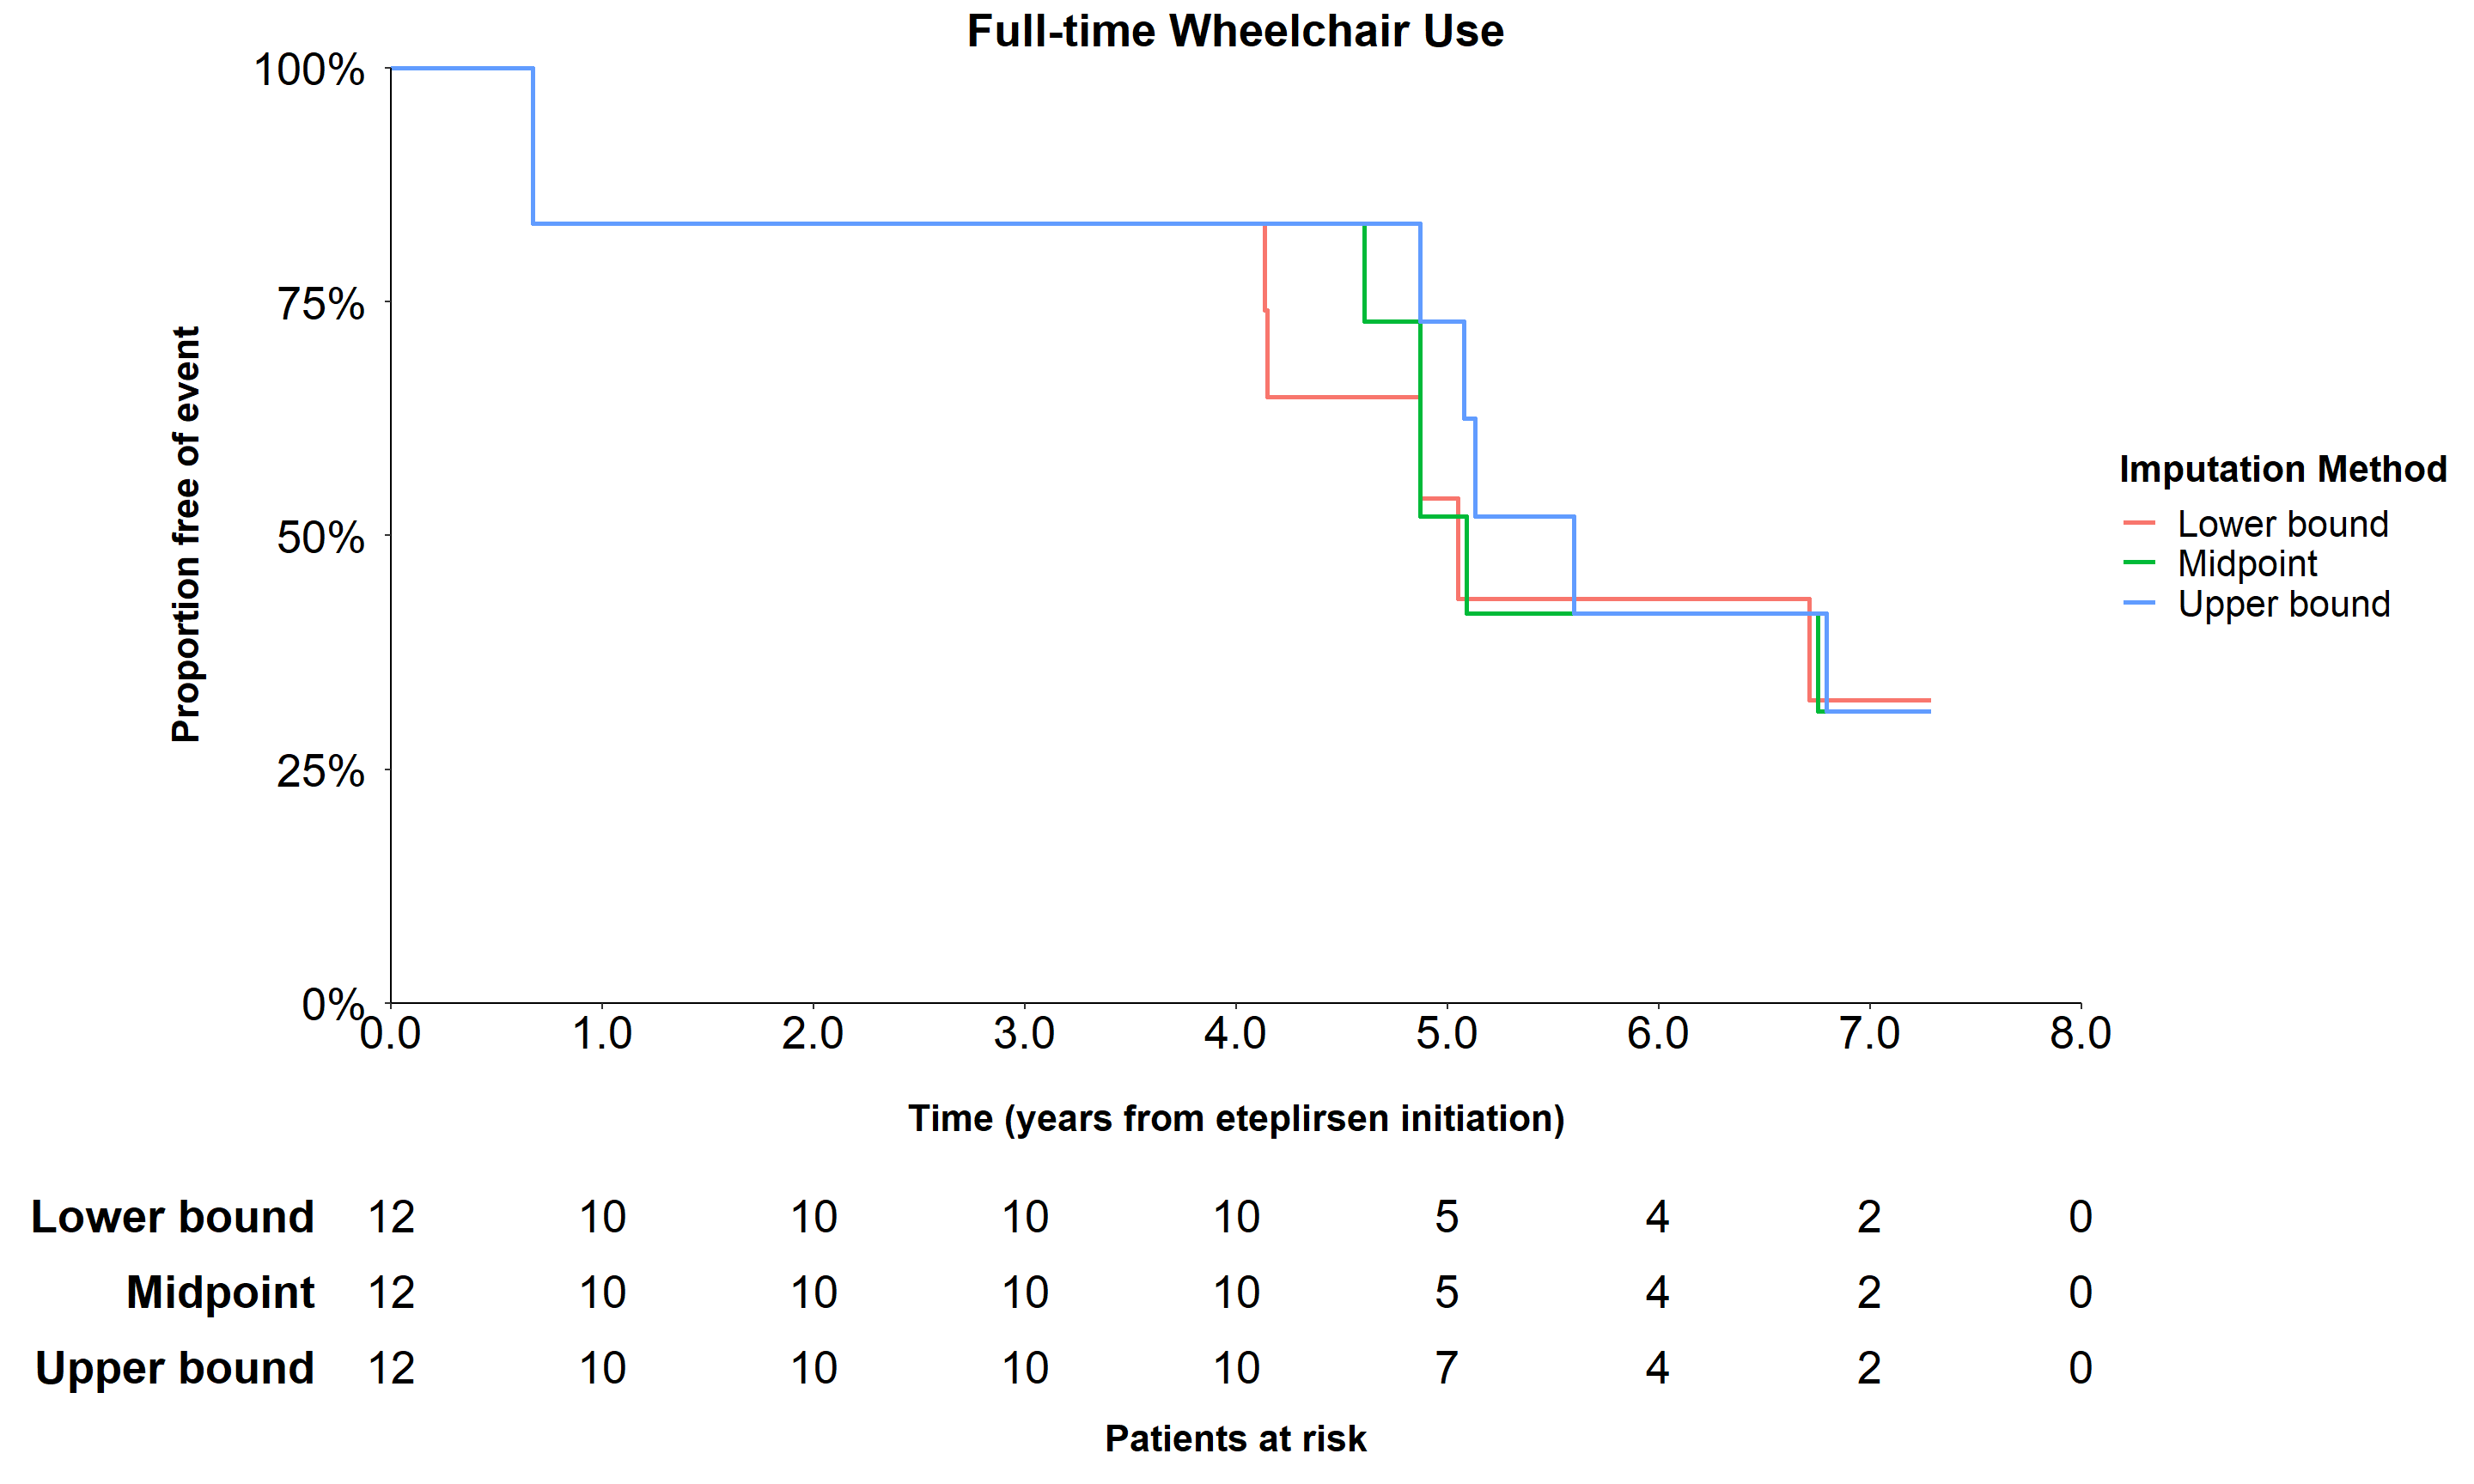 Full-time Wheelchair Use
100%
75%
50%
25%
0%
Proportion free of event
0.0 1.0 2.0 3.0 4.0 5.0 6.0 7.0 8.0
Time (years from eteplirsen initiation)
Imputation Method
Lower bound
Midpoint
Upper bound
Lower bound 12 10 10 10 10 5 4 2 0
Midpoint 12 10 10 10 10 5 4 2 0
Upper bound 12 10 10 10 10 7 4 2 0
Patients at risk